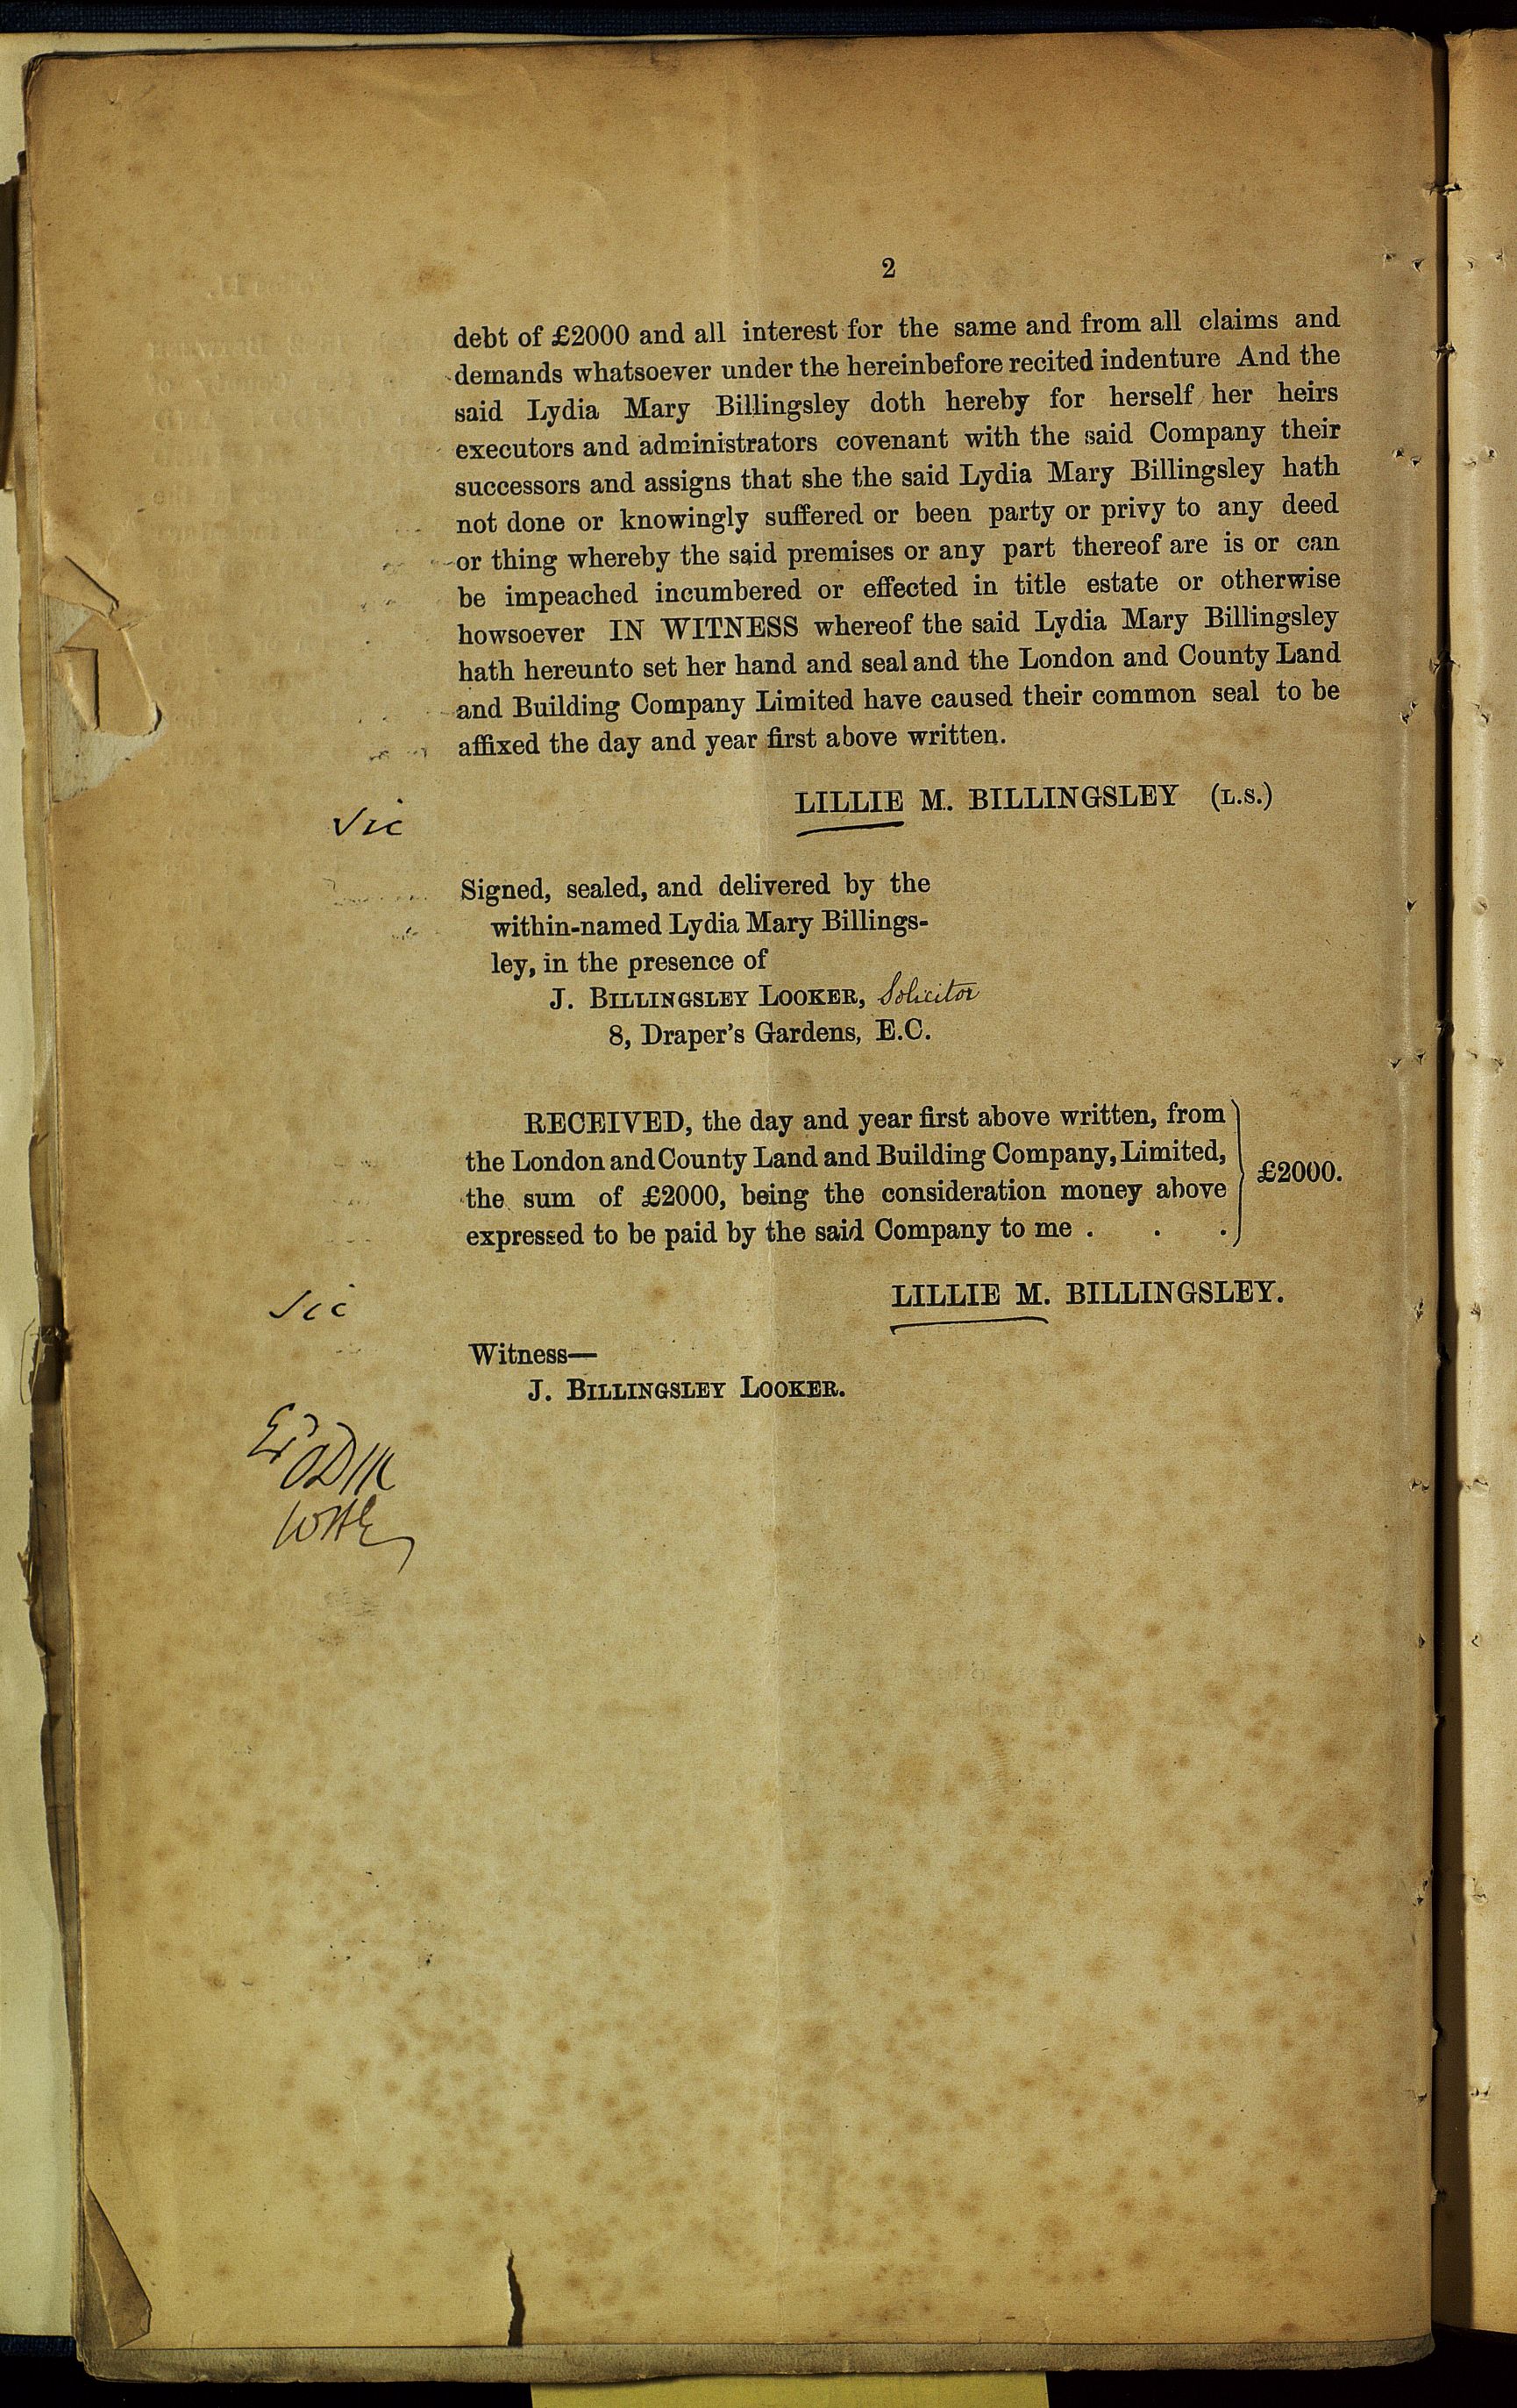 2
debt of £2000 and all interest for the same and from all claims and
demands whatsoever under the hereinbefore recited indenture And the
said Lydia Mary Billingsley doth hereby for herself her heirs
executors and administrators covenant with the said Company their
successors and assigns that she the said Lydia Mary Billingsley hath
not done or knowingly suffered or been party or privy to any deed
or thing whereby the said premises or any part thereof are is or can
be impeached incumbered or effected in title estate or otherwise
howsoever IN WITNESS whereof the said Lydia Mary Billingsley
hath hereunto set her hand and seal and the London and County Land
and Building Company Limited have caused their common seal to be
affixed the day and year first above written.
LILLIE M. BILLINGSLEY (L.S.)
Sic
Signed, sealed, and delivered by the
within-named Lydia Mary Billings-
ley, in the presence of
J. BILLINGSLEY LOOKER, Solicitor
8, Draper's Gardens, E.C.
RECEIVED, the day and year first above written, from
the London and County Land and Building Company, Limited,
the sum of £2000, being the consideration money above
expressed to be paid by the said Company to me . . .
£2000.
Sic
LILLIE M. BILLINGSLEY.
Witness—
J. BILLINGSLEY LOOKER.